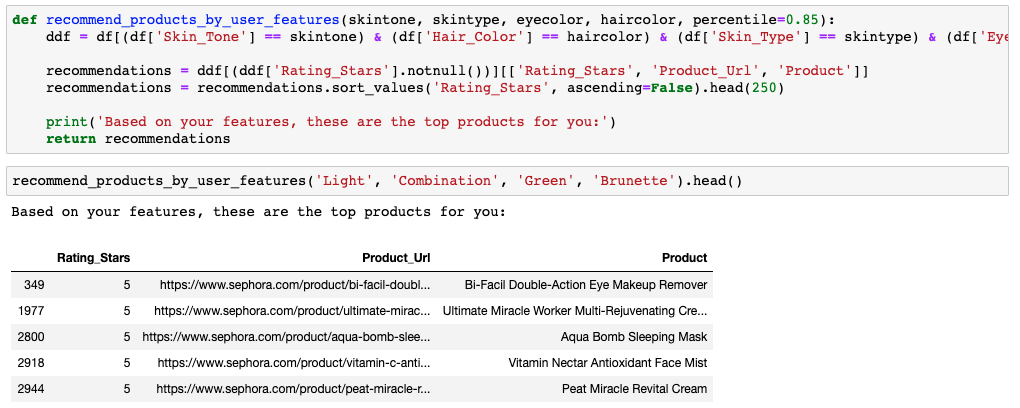 def recommend_products_by_user_features(skintone, skintype, eyecolor, haircolor, percentile=0.85):
    ddf = df[(df['Skin_Tone'] == skintone) & (df['Hair_Color'] == haircolor) & (df['Skin_Type'] == skintype) & (df['Eye
    recommendations = ddf[(ddf['Rating_Stars'].notnull())][['Rating_Stars', 'Product_Url', 'Product']]
    recommendations = recommendations.sort_values('Rating_Stars', ascending=False).head(250)
    print('Based on your features, these are the top products for you:')
    return recommendations
recommend_products_by_user_features('Light', 'Combination', 'Green', 'Brunette').head()
Based on your features, these are the top products for you:
Rating_Stars Product_Url Product
349 5 https://www.sephora.com/product/bi-facil-doubl... Bi-Facil Double-Action Eye Makeup Remover
1977 5 https://www.sephora.com/product/ultimate-mirac... Ultimate Miracle Worker Multi-Rejuvenating Cre...
2800 5 https://www.sephora.com/product/aqua-bomb-slee... Aqua Bomb Sleeping Mask
2918 5 https://www.sephora.com/product/vitamin-c-anti... Vitamin Nectar Antioxidant Face Mist
2944 5 https://www.sephora.com/product/peat-miracle-r... Peat Miracle Revital Cream